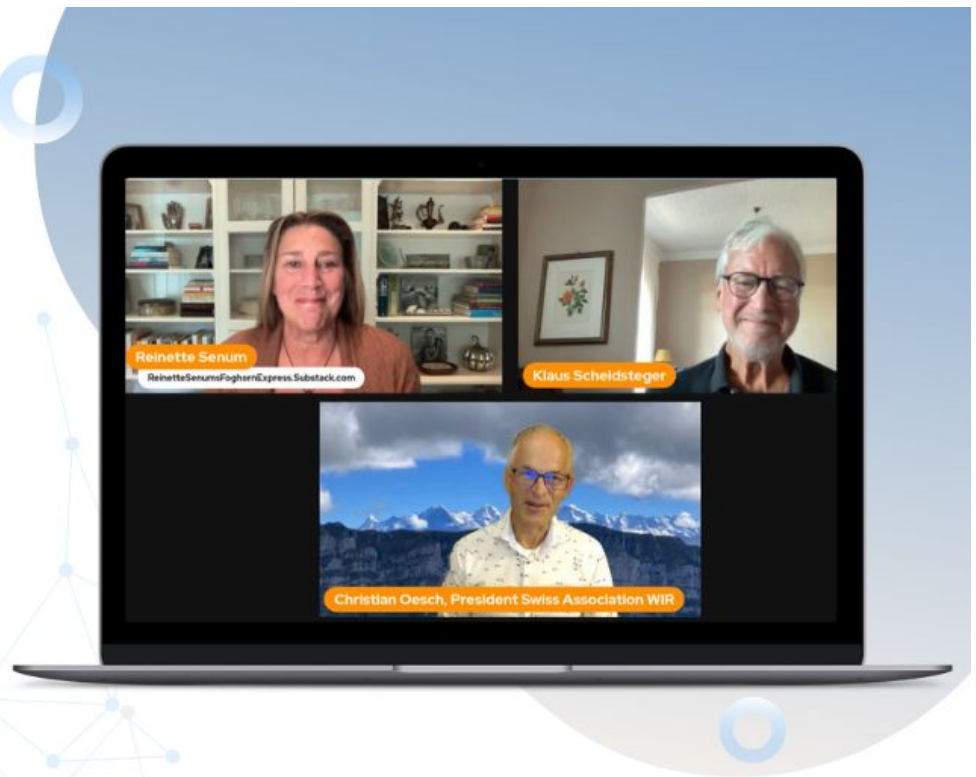 Reinette Senum
ReinetteSenumsFoghornExpress.Substack.com
Klaus Scheidsteger
Christian Oesch, President Swiss Association WIR